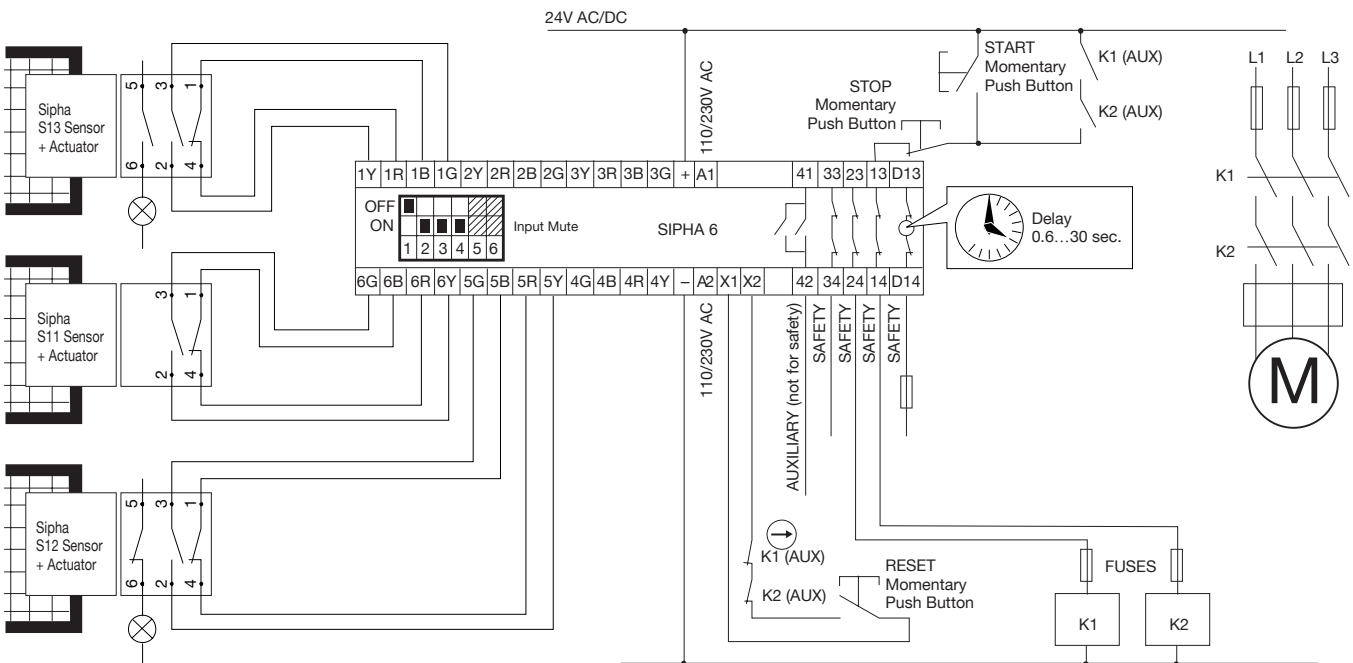 24V AC/DC
START
Momentary
Push Button
K1 (AUX)
K2 (AUX)
STOP
Momentary
Push Button
110/230V AC
L1 L2 L3
K1
K2
M
5 3 1
6 2 4
Sipha
S13 Sensor
+ Actuator
1Y 1R 1B 1G 2Y 2R 2B 2G 3Y 3R 3B 3G + A1 41 33 23 13 D13
OFF
ON
1 2 3 4 5 6
Input Mute
SIPHA 6
Delay
0.6...30 sec.
6G 6B 6R 6Y 5G 5B 5R 5Y 4G 4B 4R 4Y – A2 X1 X2 42 34 24 14 D14
3 1
2 4
Sipha
S11 Sensor
+ Actuator
110/230V AC
AUXILIARY (not for safety)
SAFETY
SAFETY
SAFETY
SAFETY
5 3 1
6 2 4
Sipha
S12 Sensor
+ Actuator
K1 (AUX)
K2 (AUX)
RESET
Momentary
Push Button
FUSES
K1 K2